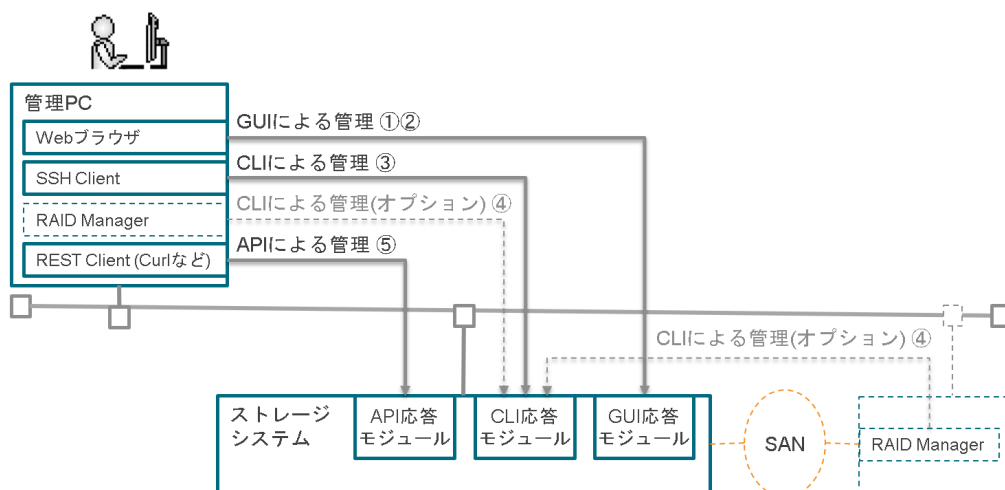 管理PC
Webブラウザ
GUIによる管理 ①②
SSH Client
CLIによる管理 ③
RAID Manager
CLIによる管理(オプション) ④
REST Client (Curlなど)
APIによる管理 ⑤
CLIによる管理(オプション) ④
ストレージ
システム
API応答
モジュール
CLI応答
モジュール
GUI応答
モジュール
SAN
RAID Manager